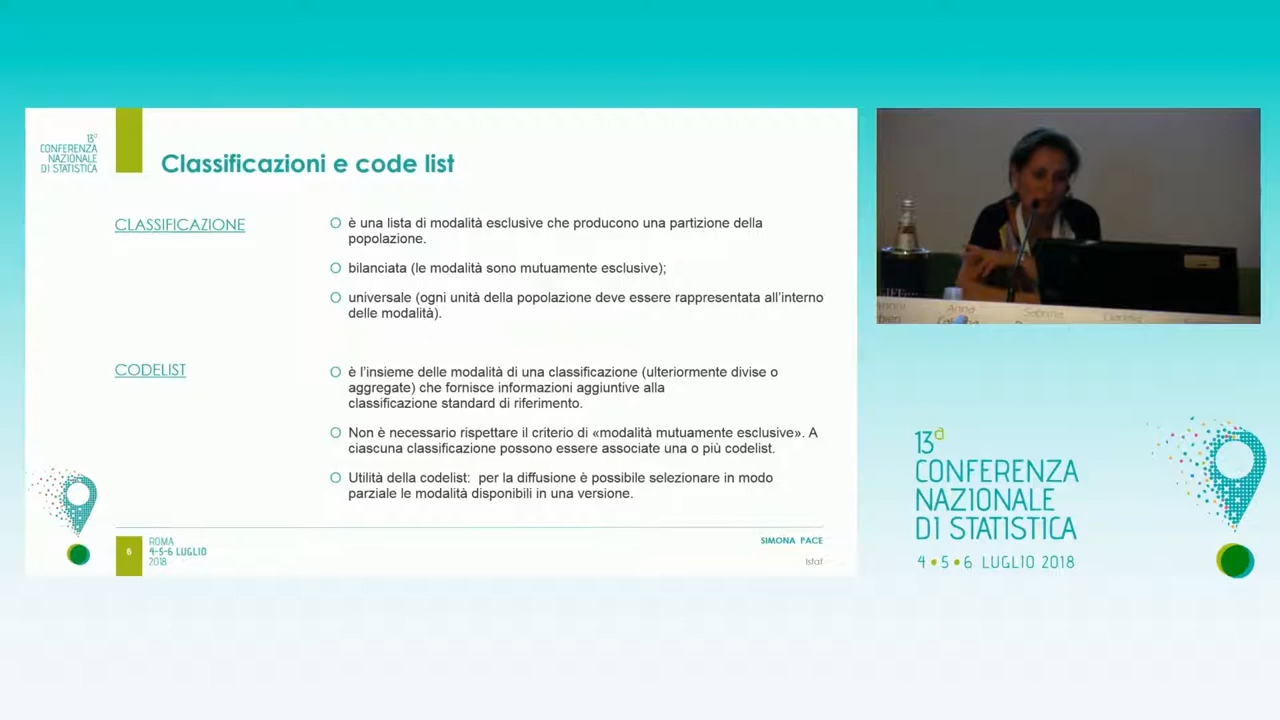 13a
CONFERENZA
NAZIONALE
DI STATISTICA
Classificazioni e code list
CLASSIFICAZIONE
è una lista di modalità esclusive che producono una partizione della
popolazione.
bilanciata (le modalità sono mutuamente esclusive);
universale (ogni unità della popolazione deve essere rappresentata all’interno
delle modalità).
CODELIST
è l’insieme delle modalità di una classificazione (ulteriormente divise o
aggregate) che fornisce informazioni aggiuntive alla
classificazione standard di riferimento.
Non è necessario rispettare il criterio di «modalità mutuamente esclusive». A
ciascuna classificazione possono essere associate una o più codelist.
Utilità della codelist: per la diffusione è possibile selezionare in modo
parziale le modalità disponibili in una versione.
6
ROMA
4-5-6 LUGLIO
2018
SIMONA PACE
Istat
Anna
Sabrina
13a
CONFERENZA
NAZIONALE
DI STATISTICA
4 • 5 • 6 LUGLIO 2018